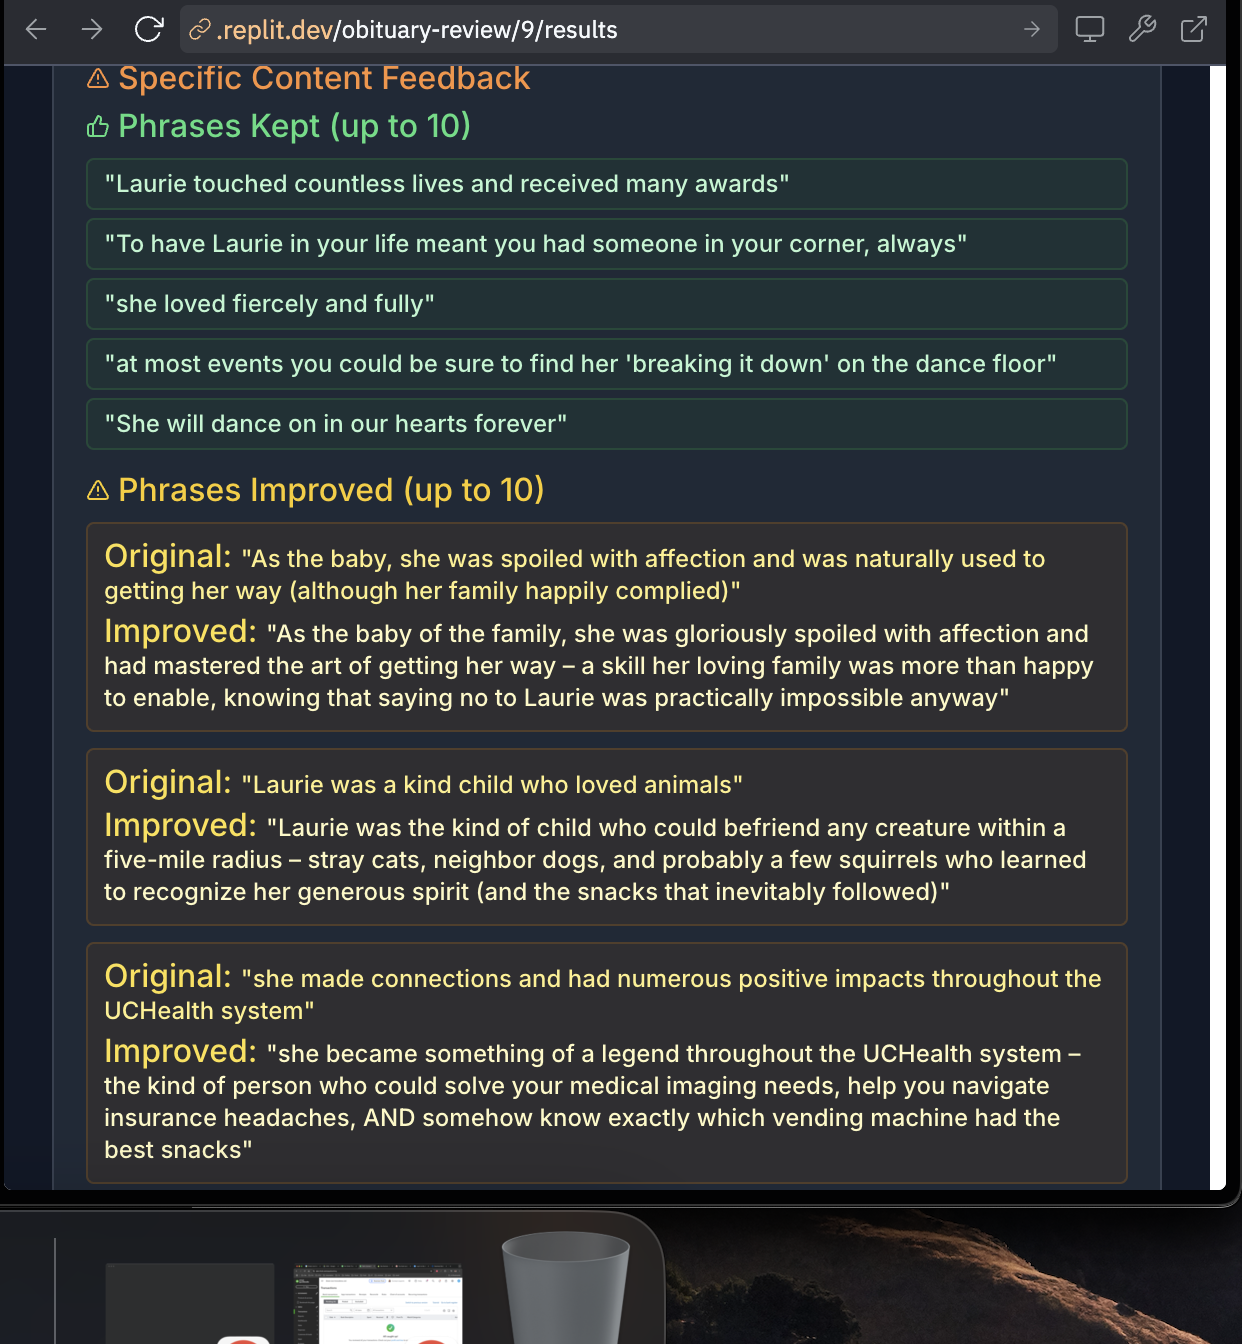 .replit.dev/obituary-review/9/results
Specific Content Feedback
Phrases Kept (up to 10)
"Laurie touched countless lives and received many awards"
"To have Laurie in your life meant you had someone in your corner, always"
"she loved fiercely and fully"
"at most events you could be sure to find her 'breaking it down' on the dance floor"
"She will dance on in our hearts forever"
Phrases Improved (up to 10)
Original: "As the baby, she was spoiled with affection and was naturally used to
getting her way (although her family happily complied)"
Improved: "As the baby of the family, she was gloriously spoiled with affection and
had mastered the art of getting her way – a skill her loving family was more than happy
to enable, knowing that saying no to Laurie was practically impossible anyway"
Original: "Laurie was a kind child who loved animals"
Improved: "Laurie was the kind of child who could befriend any creature within a
five-mile radius – stray cats, neighbor dogs, and probably a few squirrels who learned
to recognize her generous spirit (and the snacks that inevitably followed)"
Original: "she made connections and had numerous positive impacts throughout the
UCHealth system"
Improved: "she became something of a legend throughout the UCHealth system –
the kind of person who could solve your medical imaging needs, help you navigate
insurance headaches, AND somehow know exactly which vending machine had the
best snacks"